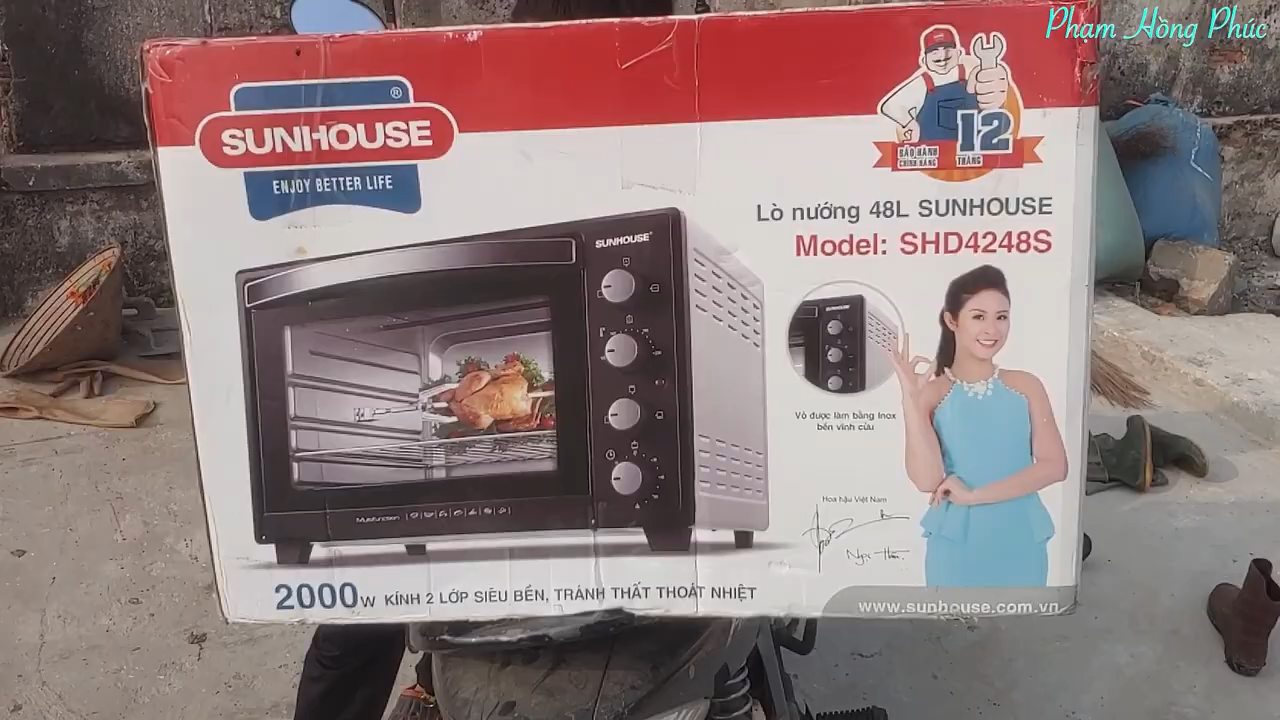 Phạm Hồng Phúc
SUNHOUSE
®
ENJOY BETTER LIFE
12
BẢO HÀNH
CHÍNH HÃNG
THÁNG
Lò nướng 48L SUNHOUSE
Model: SHD4248S
SUNHOUSE
SUNHOUSE
Vỏ được làm bằng Inox
bền vĩnh cửu
Hoa hậu Việt Nam
Multifunction
2000W KÍNH 2 LỚP SIÊU BỀN, TRÁNH THẤT THOÁT NHIỆT
www.sunhouse.com.vn